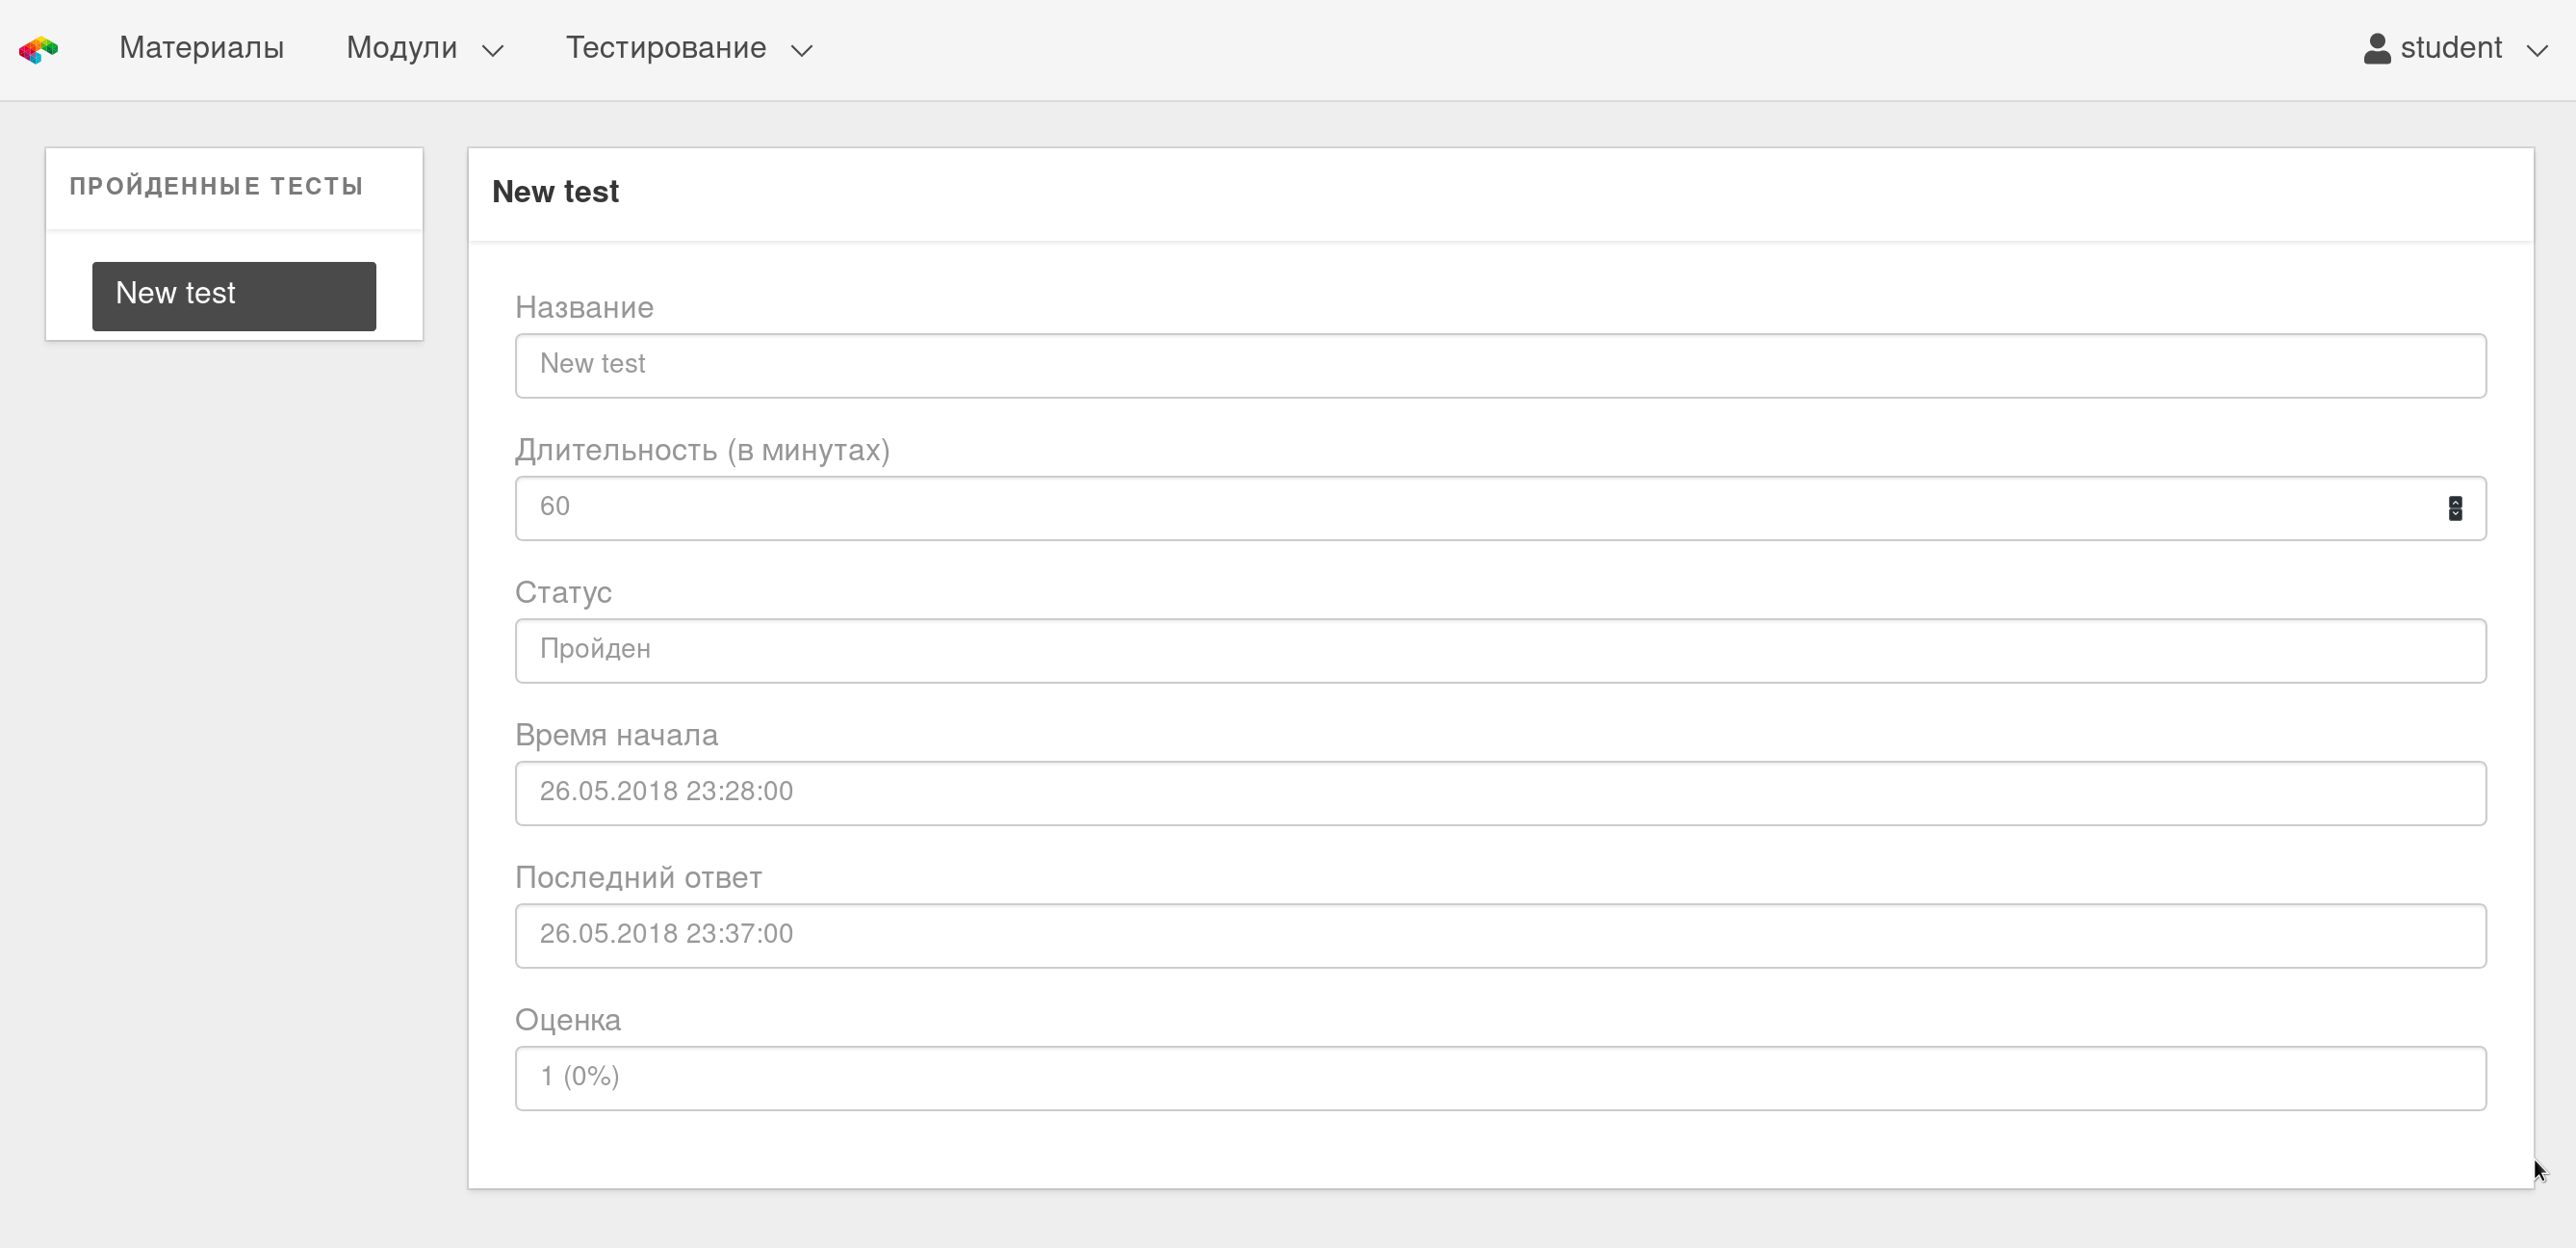 Материалы Модули Тестирование student
ПРОЙДЕННЫЕ ТЕСТЫ
New test
New test
Название
New test
Длительность (в минутах)
60
Статус
Пройден
Время начала
26.05.2018 23:28:00
Последний ответ
26.05.2018 23:37:00
Оценка
1 (0%)